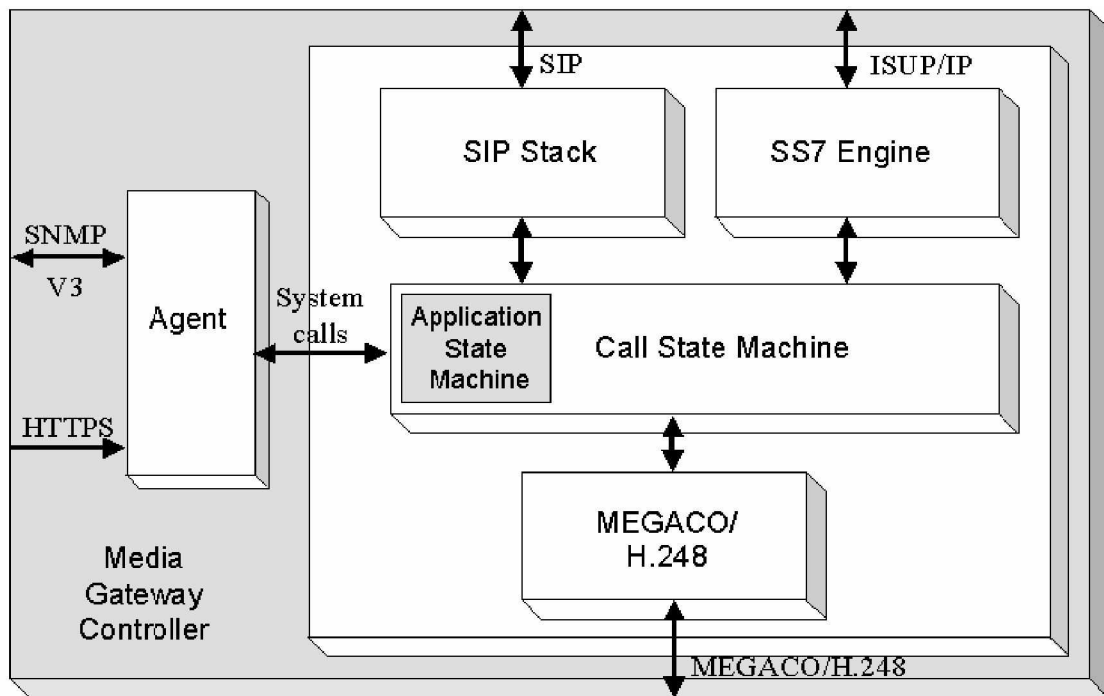 SIP
ISUP/IP
SIP Stack
SS7 Engine
SNMP
V3
Agent
System
calls
Application
State
Machine
Call State Machine
HTTPS
MEGACO/
H.248
Media
Gateway
Controller
MEGACO/H.248